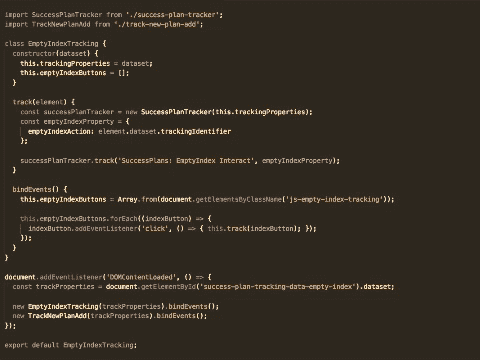 import SuccessPlanTracker from './success-plan-tracker';
import TrackNewPlanAdd from './track-new-plan-add';
class EmptyIndexTracking {
constructor(dataset) {
this.trackingProperties = dataset;
this.emptyIndexButtons = [];
}
track(element) {
const successPlanTracker = new SuccessPlanTracker(this.trackingProperties);
const emptyIndexProperty = {
emptyIndexAction: element.dataset.trackingIdentifier
};
successPlanTracker.track('SuccessPlans: EmptyIndex Interact', emptyIndexProperty);
}
bindEvents() {
this.emptyIndexButtons = Array.from(document.getElementsByClassName('js-empty-index-tracking'));
this.emptyIndexButtons.forEach((indexButton) => {
indexButton.addEventListener('click', () => { this.track(indexButton); });
});
}
}
document.addEventListener('DOMContentLoaded', () => {
const trackProperties = document.getElementById("success-plan-tracking-data-empty-index").dataset;
new EmptyIndexTracking(trackProperties).bindEvents();
new TrackNewPlanAdd(trackProperties).bindEvents();
});
export default EmptyIndexTracking;